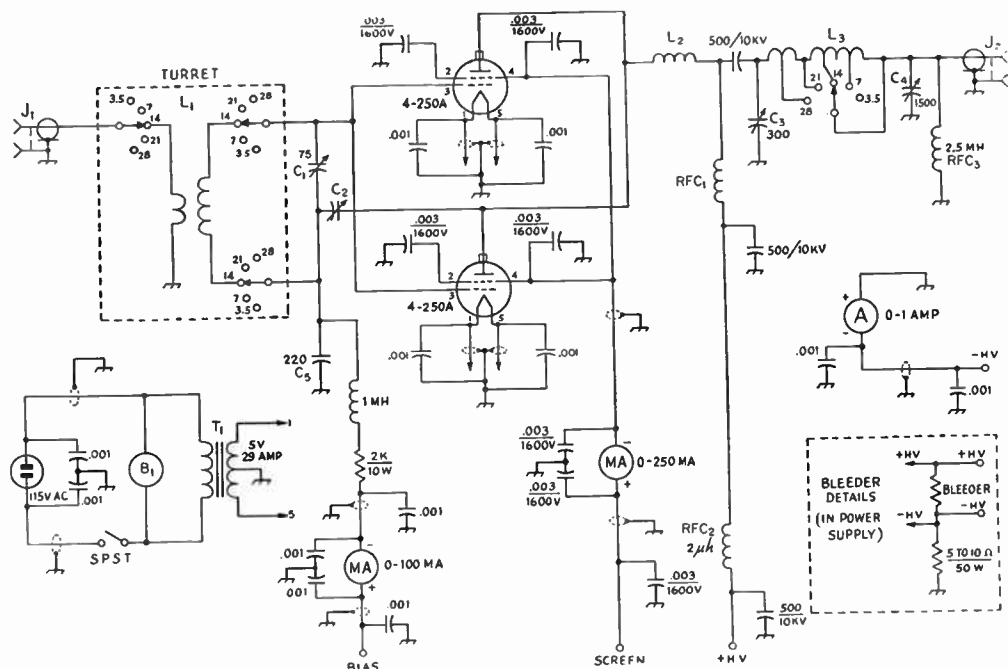 .003
1600V
.003
1600V
TURRET
L1
J1
3.5
7
14
21
28
21
28
14
7
3.5
2
3
4
4-250A
1
5
.001
.001
75
C1
C2
L2
500/10KV
L3
21
14
7
3.5
28
C3
300
C4
1500
J2
2.5 MH
RFC3
RFC1
500/10KV
.003
1600V
.003
1600V
21
28
14
7
3.5
2
3
4
4-250A
1
5
.001
.001
220
C5
1 MH
2K
10W
.001
.001
001
MA
0-100 MA
-
+
.001
BIAS
115V AC
.001
.001
B1
T1
5V
29 AMP
1
5
SPST
.003
1600V
.003
1600V
MA
0-250 MA
-
+
.003
1600V
SCREEN
RFC2
2µh
500
10KV
+HV
+
A
0-1 AMP
-
.001
-HV
.001
BLEEDER
DETAILS
(IN POWER
SUPPLY)
+HV
+HV
BLEEDER
-HV
-HV
5 TO 10 Ω
50 W